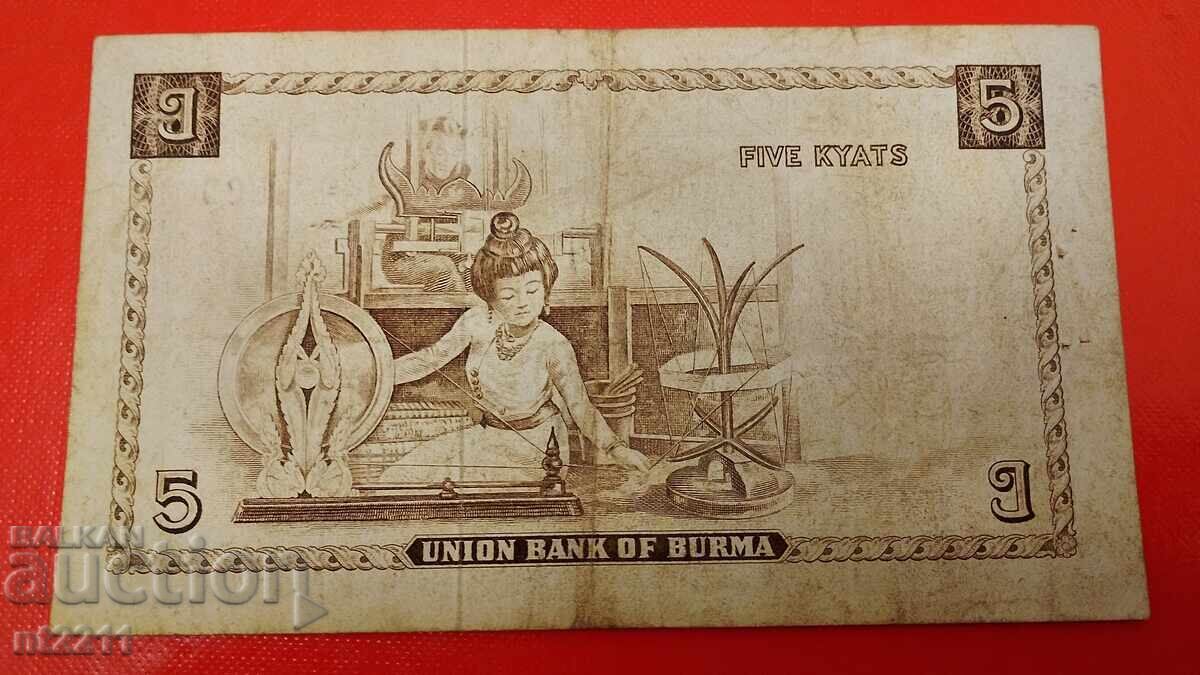 ၅
5
FIVE KYATS
5
၅
UNION BANK OF BURMA
BALKAN
auction
nt2211